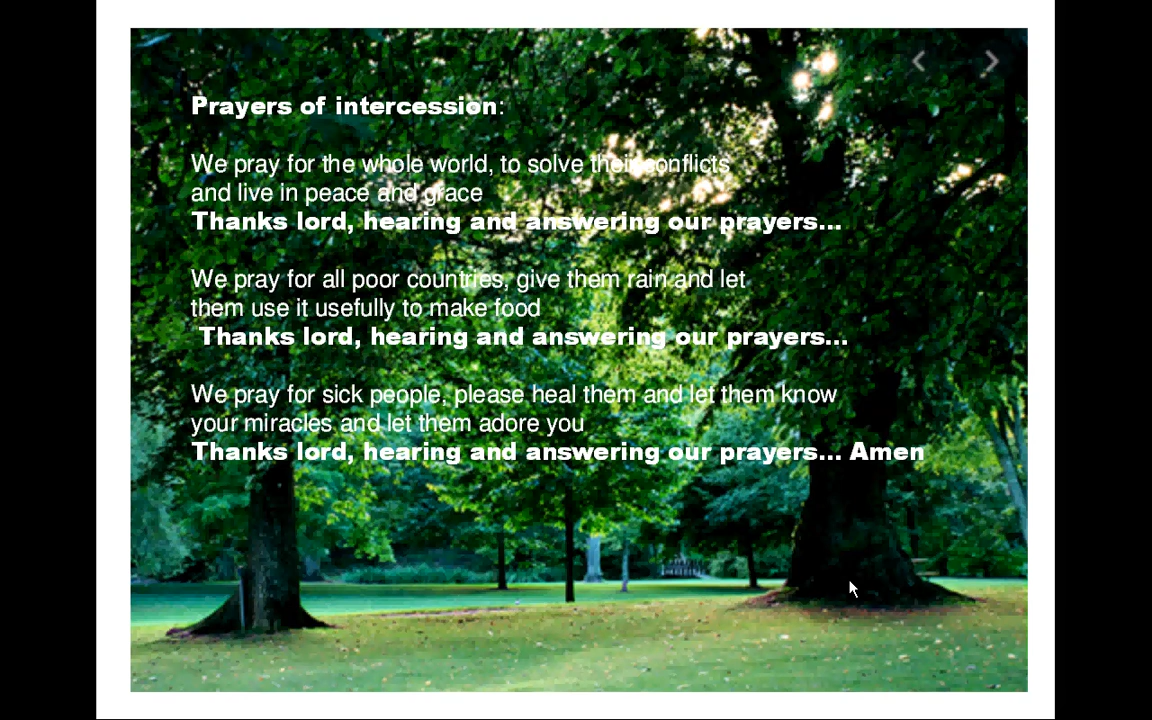 Prayers of intercession:
We pray for the whole world, to solve their conflicts
and live in peace and grace
Thanks lord, hearing and answering our prayers...
We pray for all poor countries, give them rain and let
them use it usefully to make food
Thanks lord, hearing and answering our prayers...
We pray for sick people, please heal them and let them know
your miracles and let them adore you
Thanks lord, hearing and answering our prayers... Amen